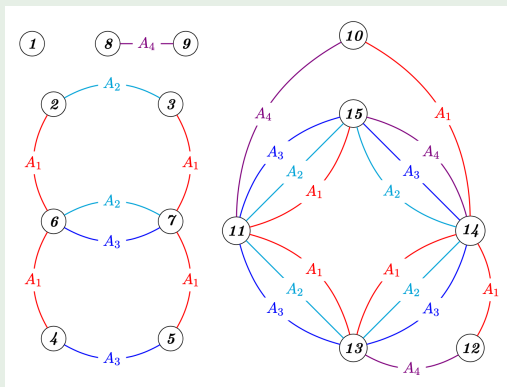 1 8 A₄ 9 10
A₂
2 3
A₄ A₁
15
A₁ A₁ A₃ A₄
A₂ A₃
A₁ A₂
A₂
6 7 11 14
A₃
A₁ A₁ A₁ A₁
A₂ A₂ A₁
A₃ A₃
4 5 13 12
A₃ A₄